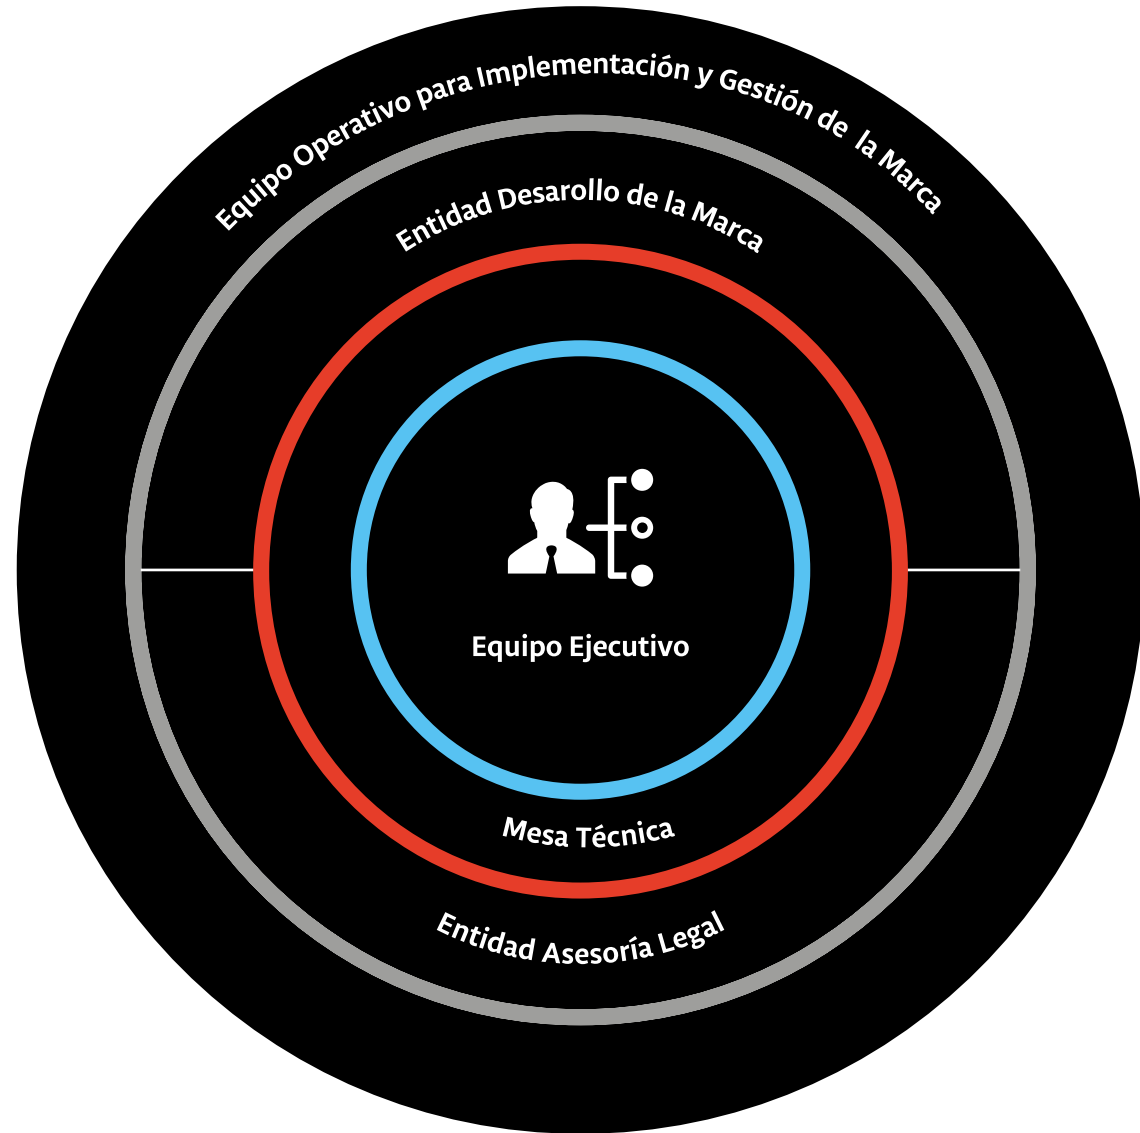 Equipo Operativo para Implementación y Gestión de la Marca
Entidad Desarollo de la Marca
Equipo Ejecutivo
Mesa Técnica
Entidad Asesoría Legal